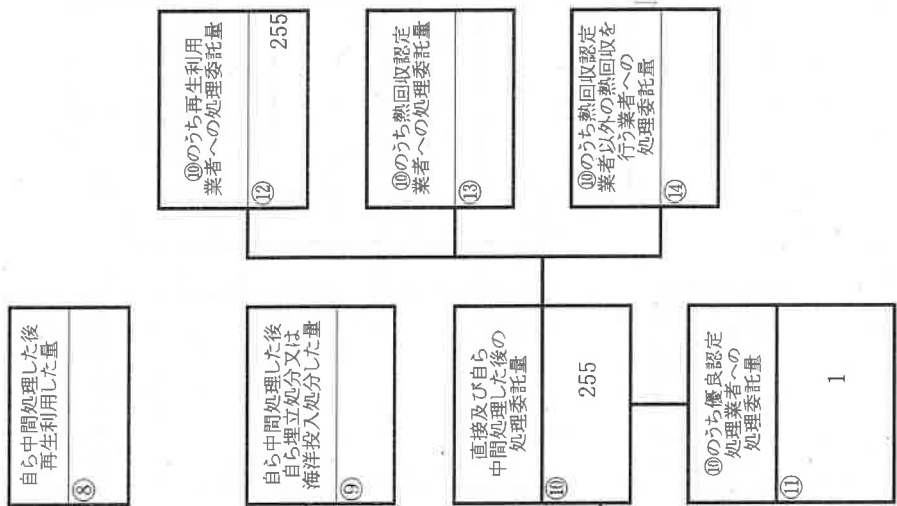 自ら中間処理した後
再生利用した量
⑧
自ら中間処理した後
自ら埋立処分又は
海洋投入処分した量
⑨
直接及び自ら
中間処理した後の
処理委託量
⑩
255
⑩のうち優良認定
処理業者への
処理委託量
⑪
1
⑩のうち再生利用
業者への処理委託量
⑫
255
⑩のうち熱回収認定
業者への処理委託量
⑬
⑩のうち熱回収認定
業者以外の熱回収を
行う業者への
処理委託量
⑭